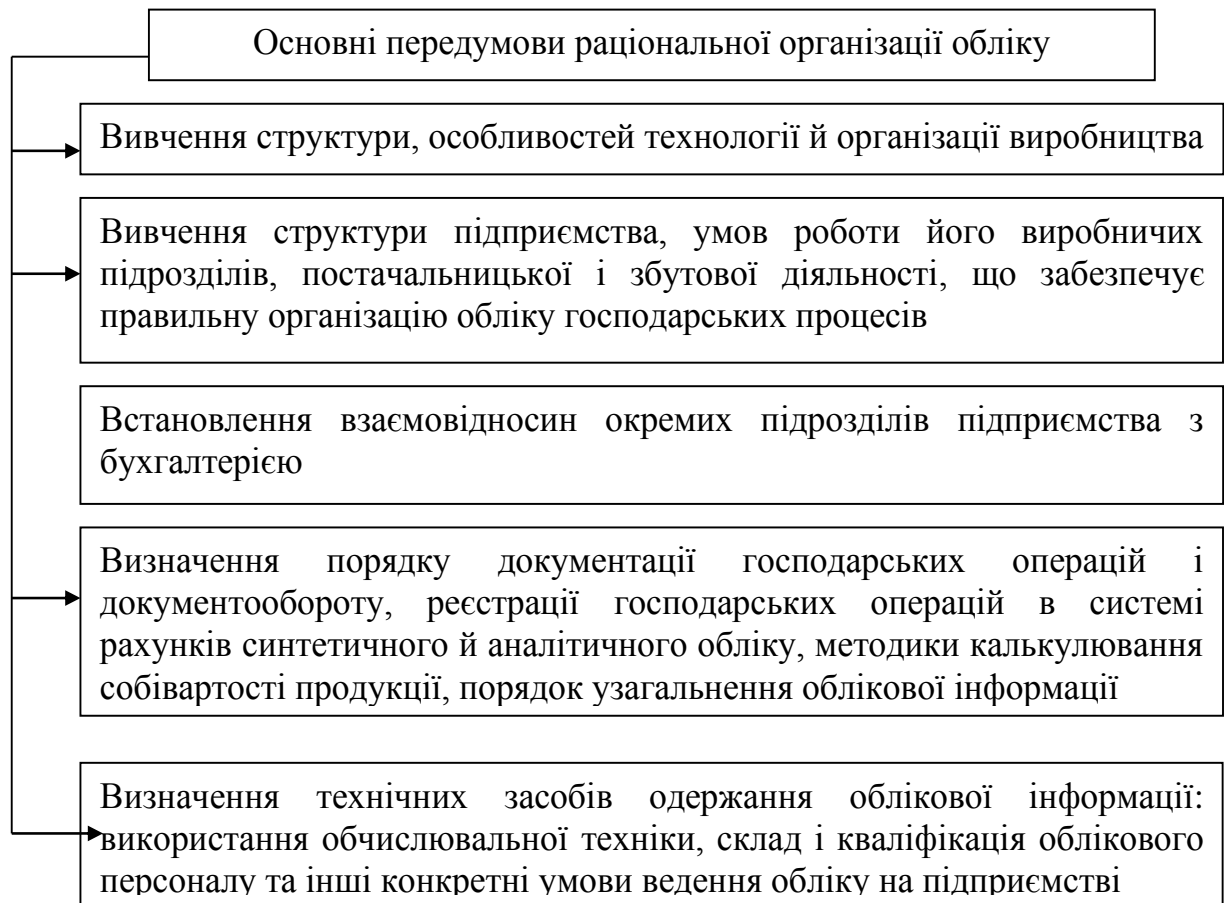 Основні передумови раціональної організації обліку
Вивчення структури, особливостей технології й організації виробництва
Вивчення структури підприємства, умов роботи його виробничих
підрозділів, постачальницької і збутової діяльності, що забезпечує
правильну організацію обліку господарських процесів
Встановлення взаємовідносин окремих підрозділів підприємства з
бухгалтерією
Визначення порядку документації господарських операцій і
документообороту, реєстрації господарських операцій в системі
рахунків синтетичного й аналітичного обліку, методики калькулювання
собівартості продукції, порядок узагальнення облікової інформації
Визначення технічних засобів одержання облікової інформації:
використання обчислювальної техніки, склад і кваліфікація облікового
персоналу та інші конкретні умови ведення обліку на підприємстві